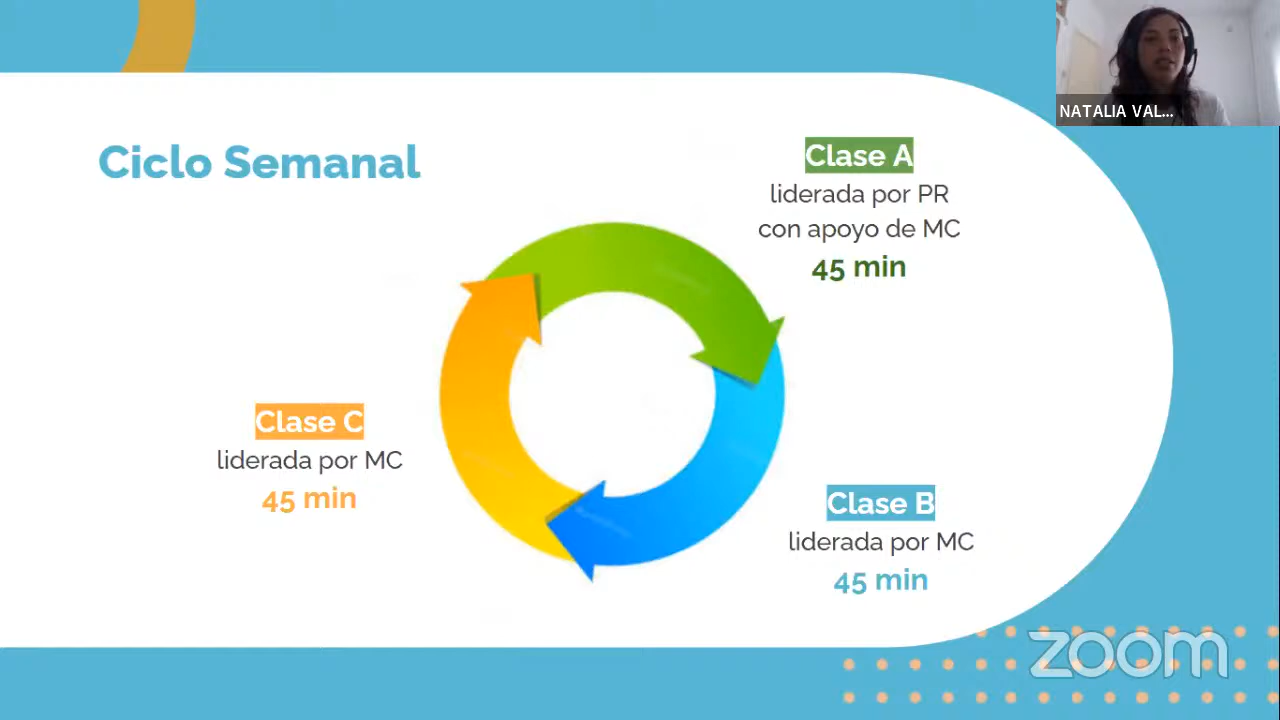 NATALIA VAL...
Ciclo Semanal
Clase A
liderada por PR
con apoyo de MC
45 min
Clase C
liderada por MC
45 min
Clase B
liderada por MC
45 min
zoom